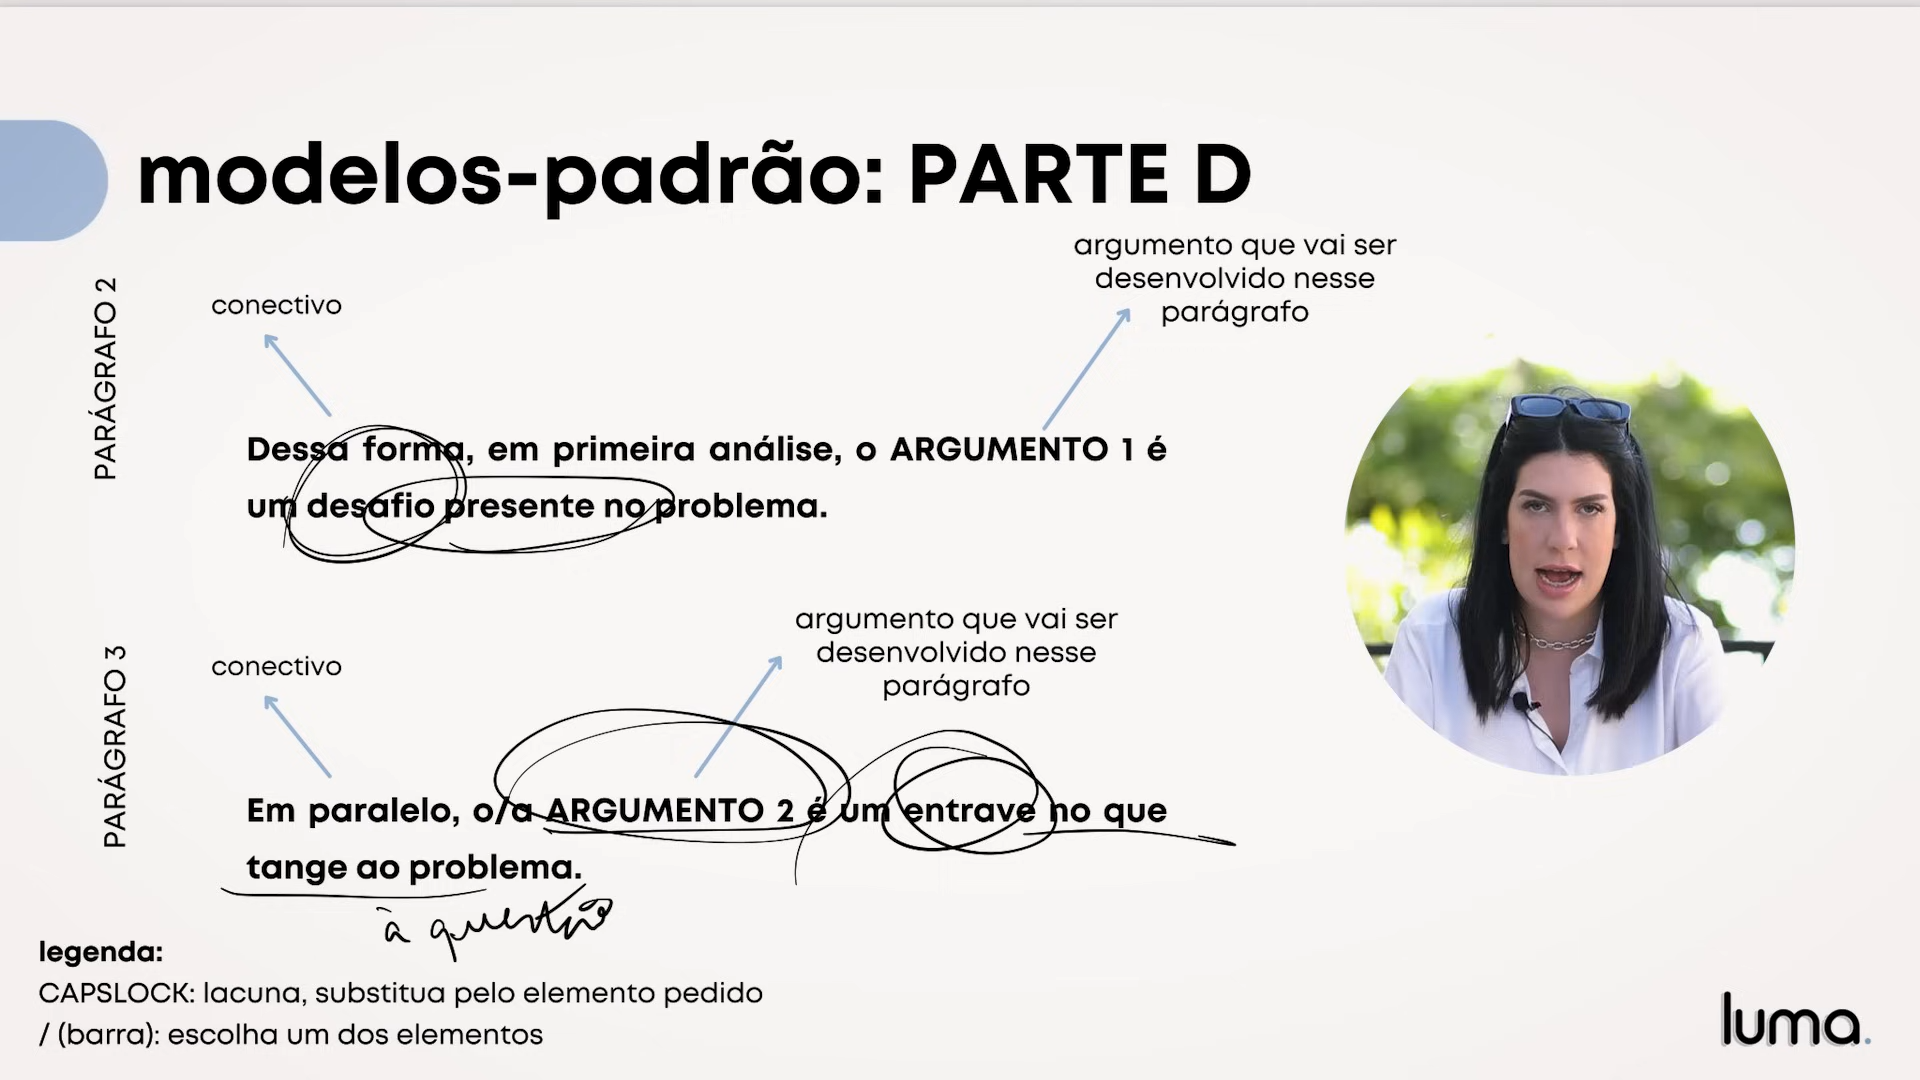 modelos-padrão: PARTE D
argumento que vai ser
desenvolvido nesse
parágrafo
PARÁGRAFO 2
conectivo
Dessa forma, em primeira análise, o ARGUMENTO 1 é
um desafio presente no problema.
argumento que vai ser
desenvolvido nesse
parágrafo
PARÁGRAFO 3
conectivo
Em paralelo, o/a ARGUMENTO 2 é um entrave no que
tange ao problema.
à questão
legenda:
CAPSLOCK: lacuna, substitua pelo elemento pedido
/ (barra): escolha um dos elementos
luma.